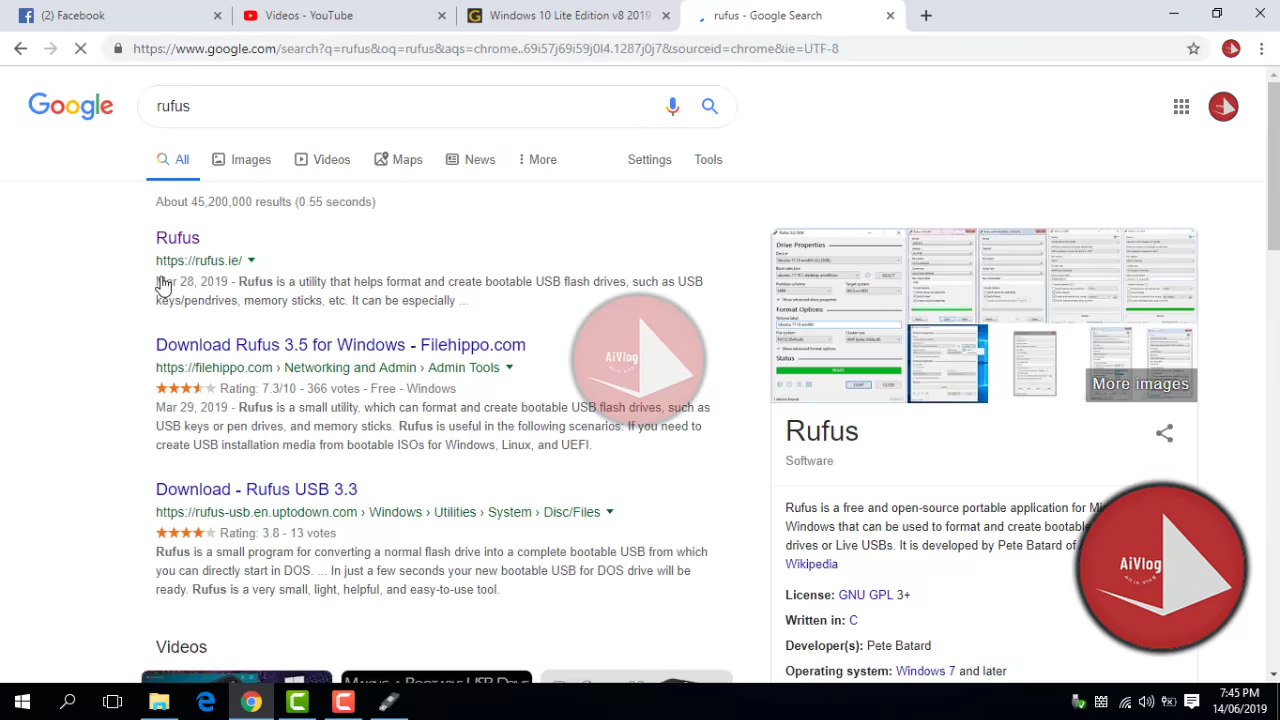 (2) Facebook
Videos - YouTube
Windows 10 Lite Edition v8 2019
rufus - Google Search
https://www.google.com/search?q=rufus&oq=rufus&aqs=chrome..69i57j69i59j0l4.1287j0j7&sourceid=chrome&ie=UTF-8
Google
rufus
All Images Videos Maps News More Settings Tools
About 45,200,000 results (0.55 seconds)
Rufus
https://rufus.ie/
2019 - Rufus is a utility that helps format and create bootable USB flash drives, such as USB
keys/pendrives, memory sticks, etc. It can be especially ...
Download Rufus 3.5 for Windows - Filehippo.com
https://filehippo.com › Networking and Admin › Admin Tools
Rating: 7.3/10 - 365 votes - Free - Windows
Mar 29, 2019 - Rufus is a small utility, which can format and create bootable USB flash drives, such as
USB keys or pen drives, and memory sticks. Rufus is useful in the following scenarios: If you need to
create USB installation media from bootable ISOs for Windows, Linux, and UEFI.
Download - Rufus USB 3.3
https://rufus-usb.en.uptodown.com › Windows › Utilities › System › Disc/Files
Rating: 3.8 - 13 votes
Rufus is a small program for converting a normal flash drive into a complete bootable USB from which
you can directly start in DOS. ... In just a few seconds your new bootable USB for DOS drive will be
ready. Rufus is a very small, light, helpful, and easy-to-use tool.
Videos
Drive Properties
Format Options
Status
More images
Rufus
Software
Rufus is a free and open-source portable application for
Windows that can be used to format and create bootable
drives or Live USBs. It is developed by Pete Batard of
Wikipedia
License: GNU GPL 3+
Written in: C
Developer(s): Pete Batard
Operating system: Windows 7 and later
AiVlog
AiVlog
All in Vlog
7:45 PM
14/06/2019